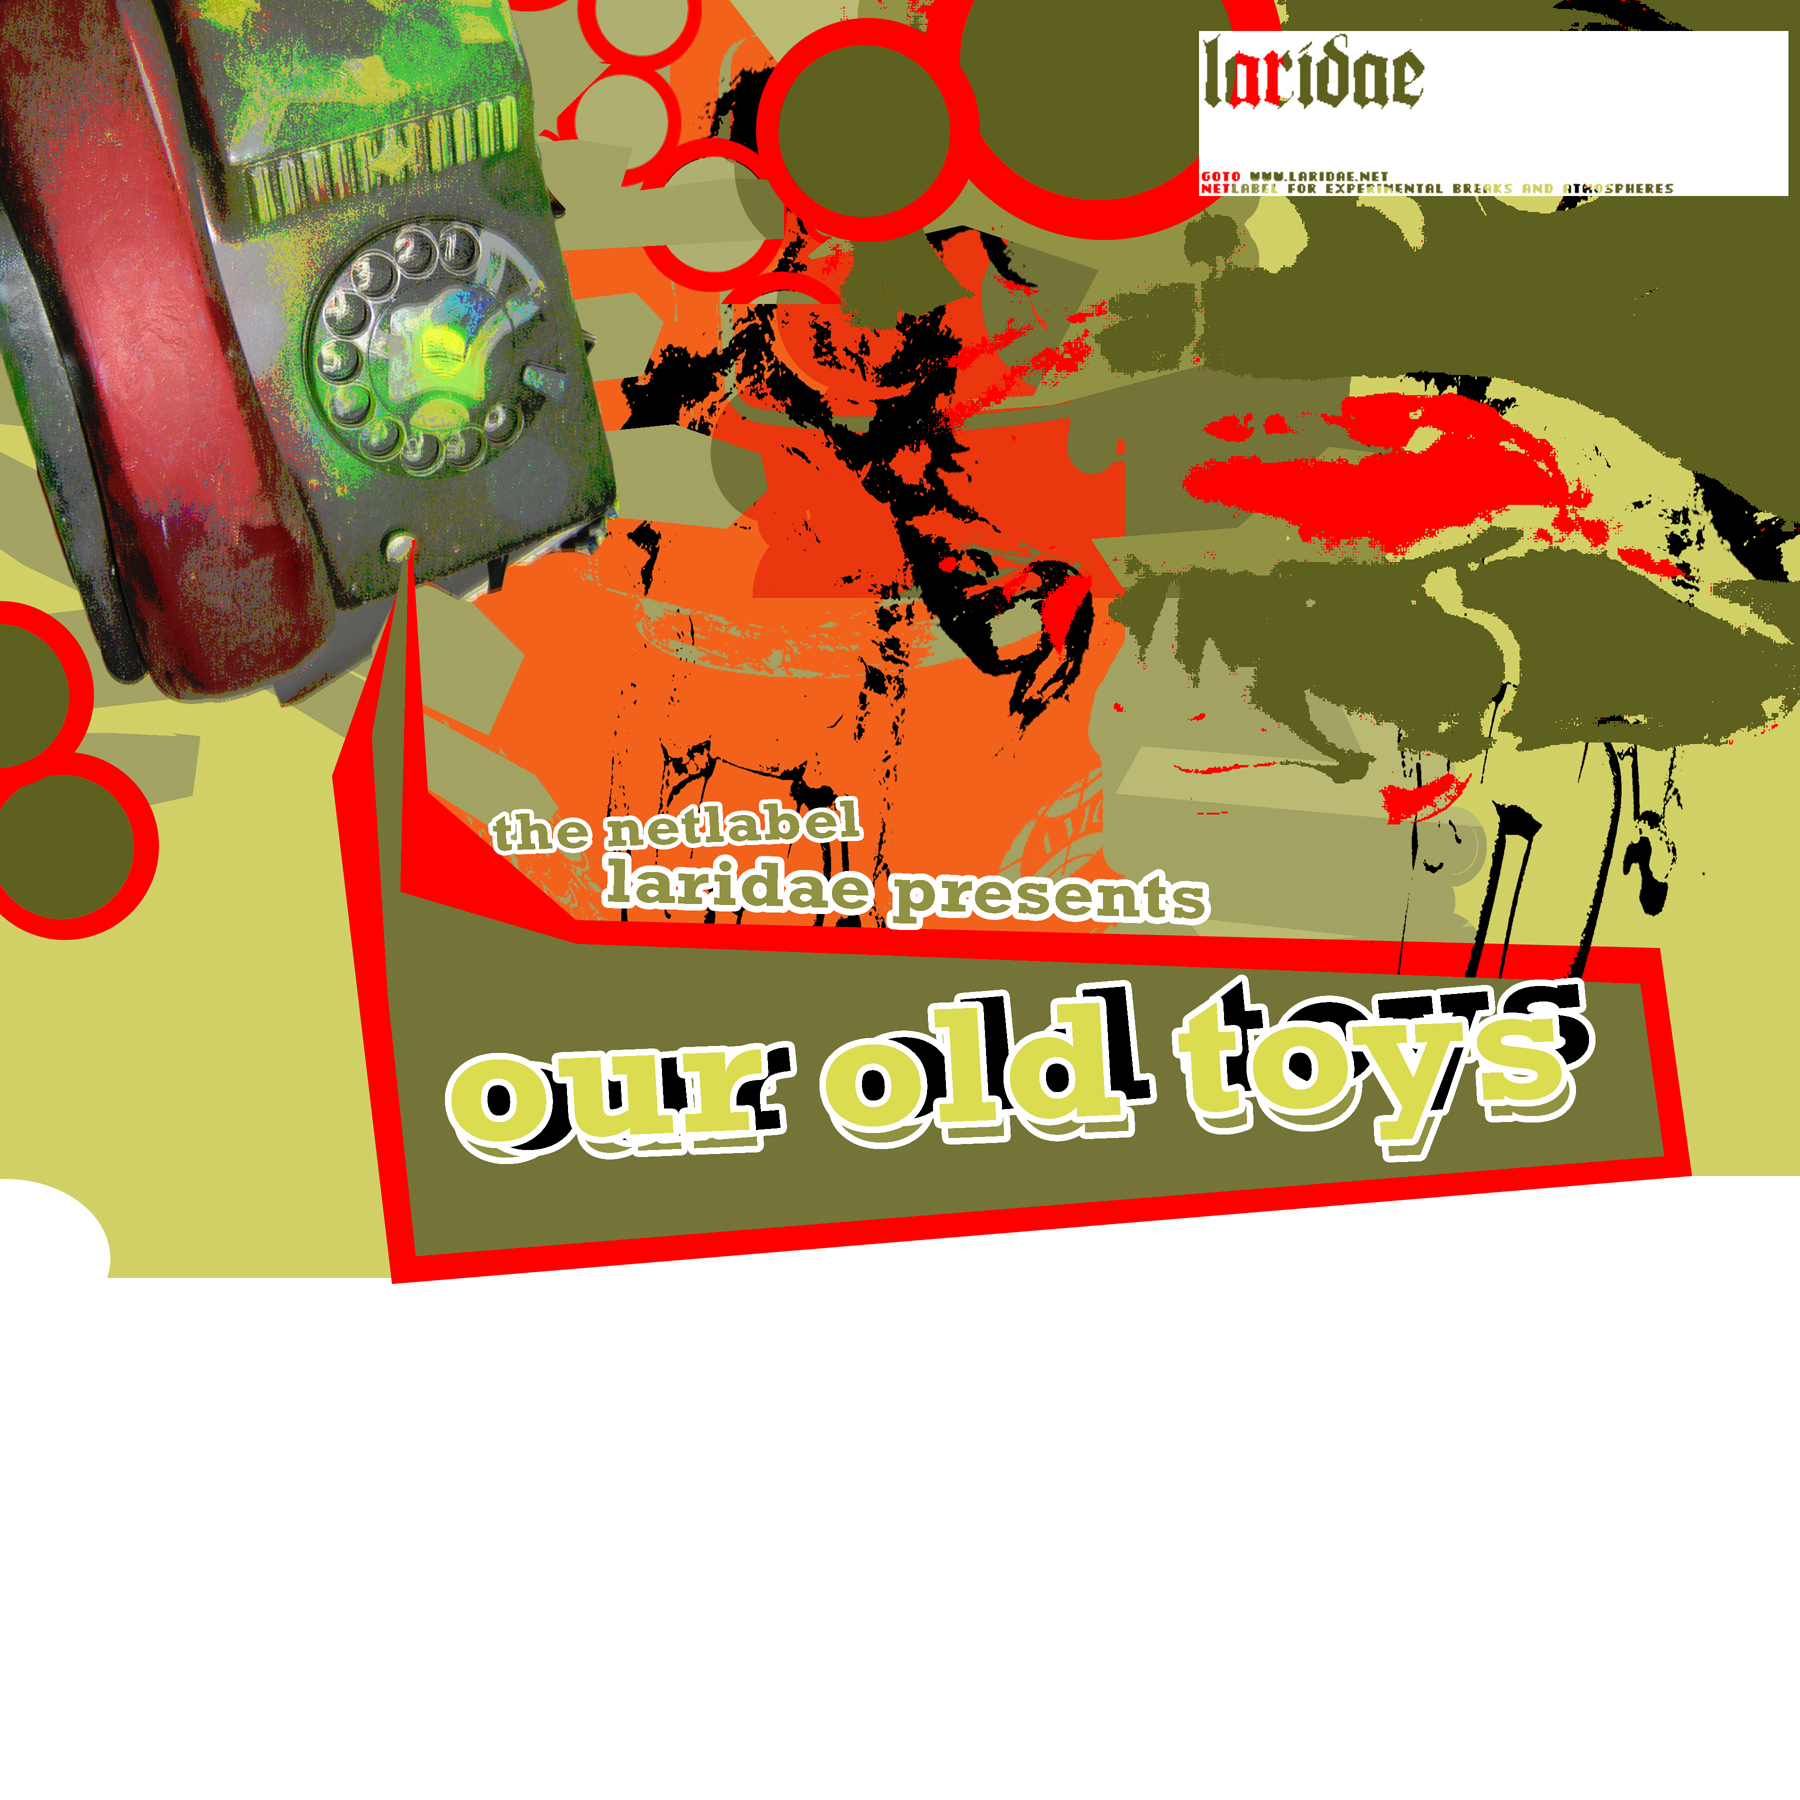 laridae
GOTO WWW.LARIDAE.NET
NETLABEL FOR EXPERIMENTAL BREAKS AND ATMOSPHERES
the netlabel
laridae presents
our old toys